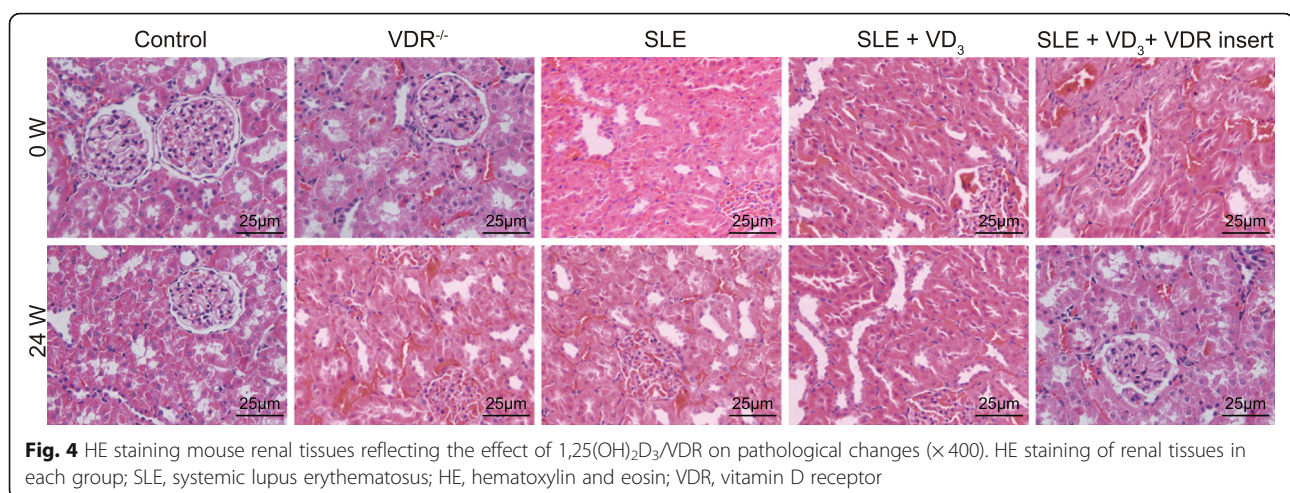 Control VDR-/- SLE SLE + VD3 SLE + VD3+ VDR insert
0 W
25μm 25μm 25μm 25μm 25μm
24 W
25μm 25μm 25μm 25μm 25μm
Fig. 4 HE staining mouse renal tissues reflecting the effect of 1,25(OH)2D3/VDR on pathological changes (× 400). HE staining of renal tissues in
each group; SLE, systemic lupus erythematosus; HE, hematoxylin and eosin; VDR, vitamin D receptor